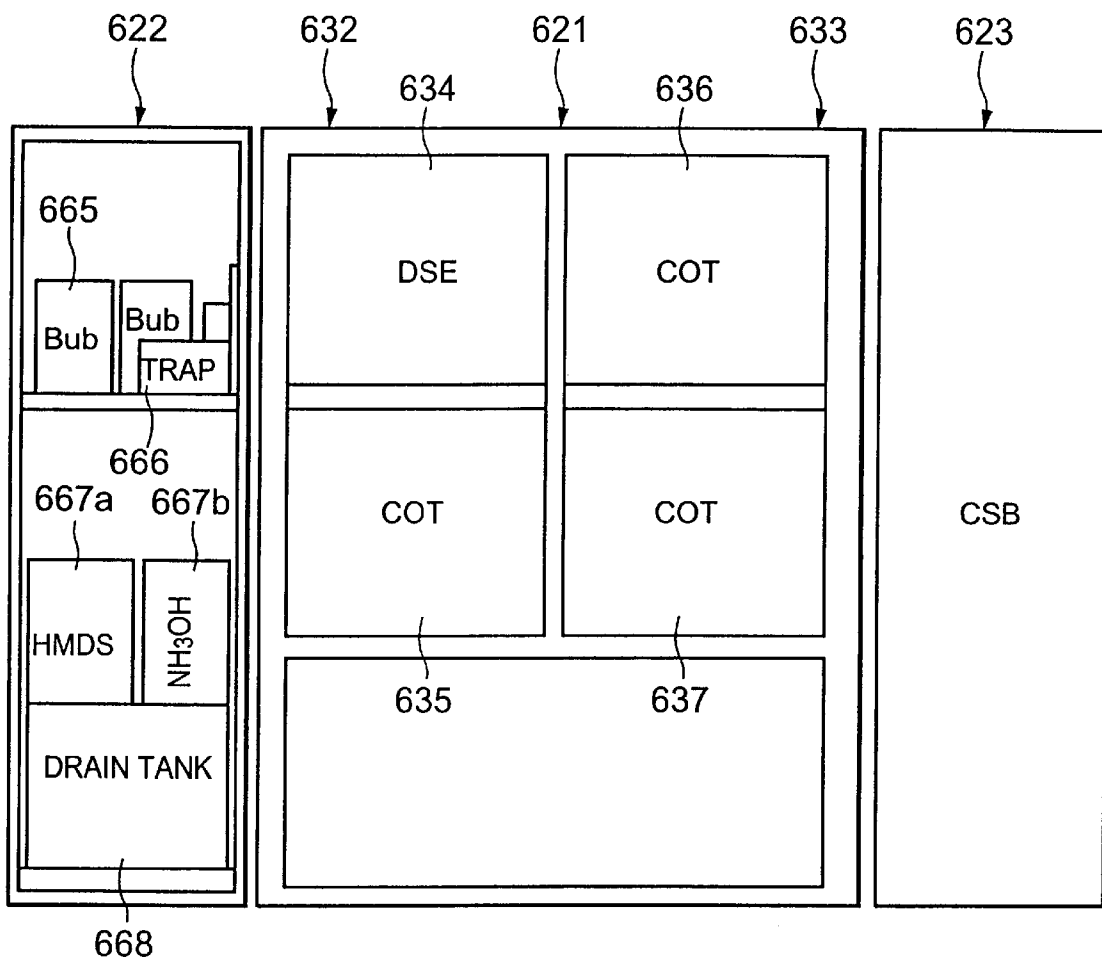 622 632 621 633 623
634 636
665
DSE COT
Bub Bub
TRAP
666
667a 667b
COT COT CSB
HMDS NH₃OH
635 637
DRAIN TANK
668